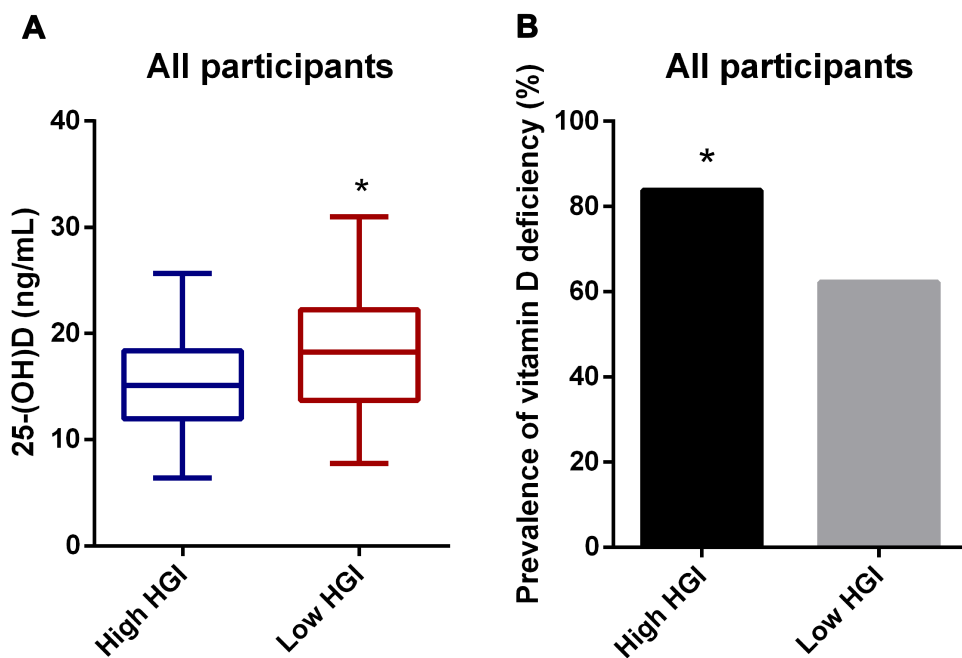 A
All participants
25-(OH)D (ng/mL)
40
30
20
10
0
*
High HGI
Low HGI
B
All participants
Prevalence of vitamin D deficiency (%)
100
80
60
40
20
0
*
High HGI
Low HGI